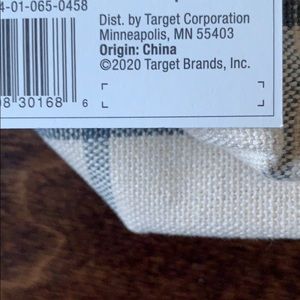 4-01-065-0458
Dist. by Target Corporation
Minneapolis, MN 55403
Origin: China
©2020 Target Brands, Inc.
08 30168 6